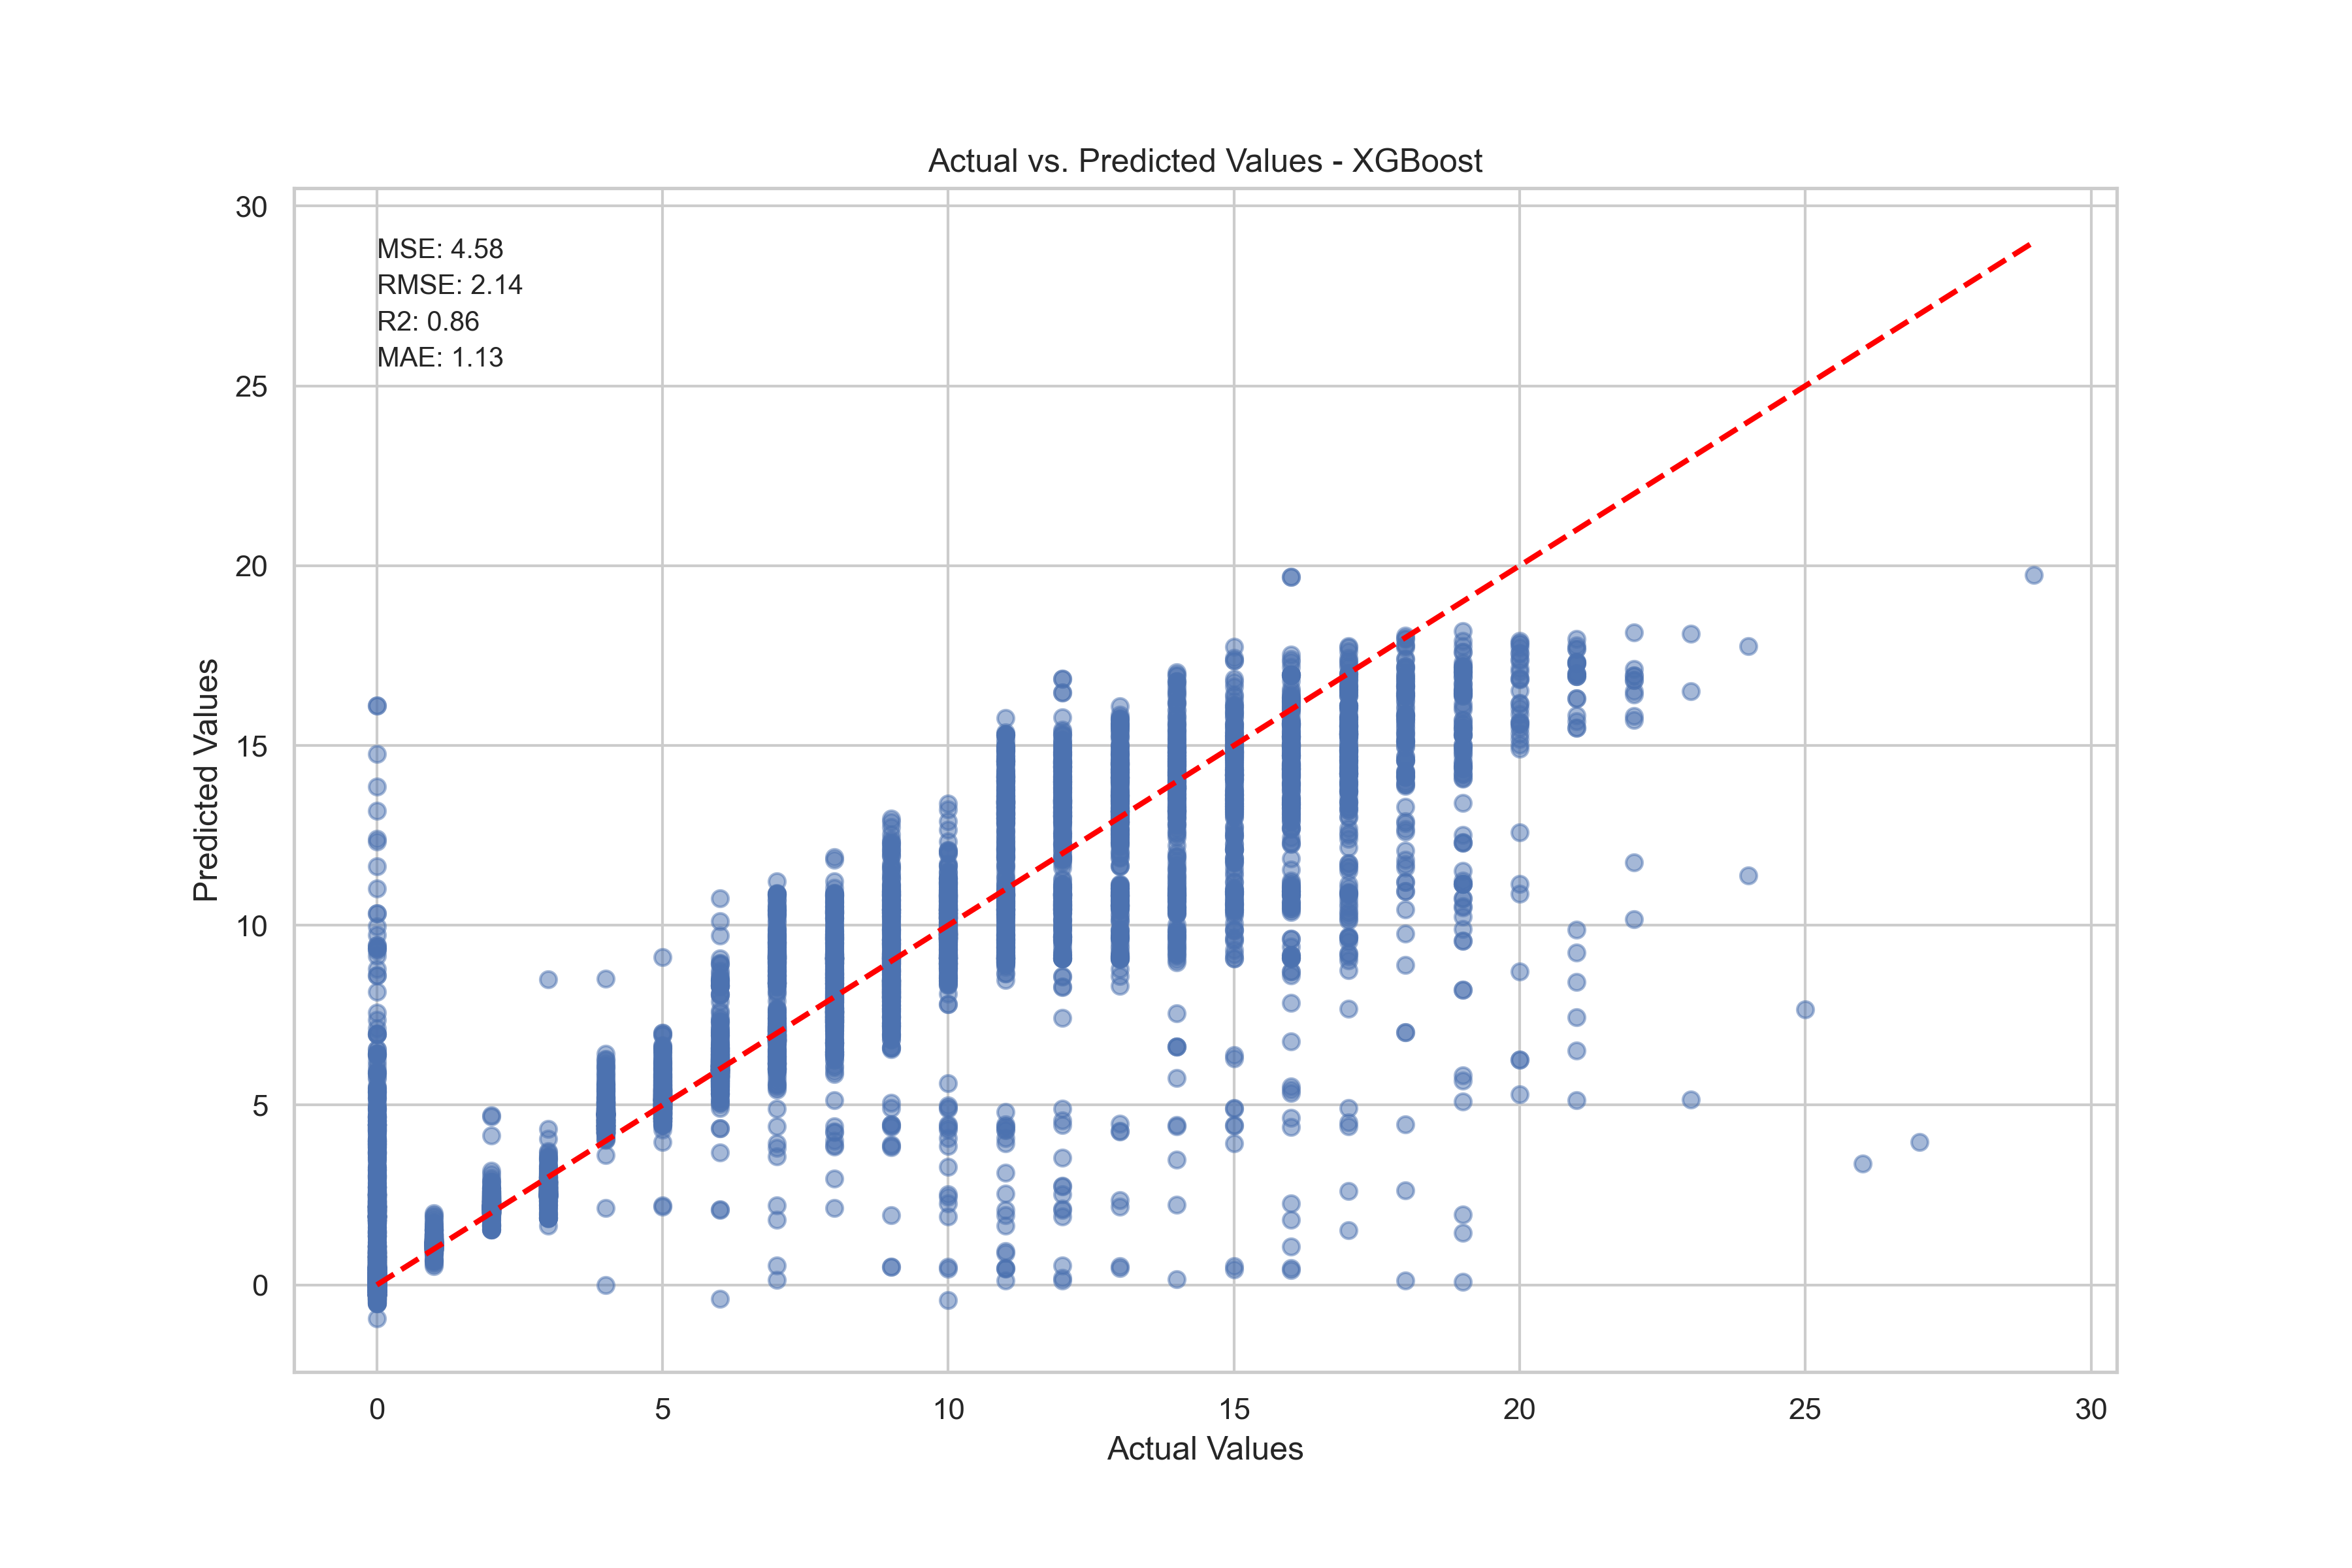 Actual vs. Predicted Values - XGBoost
30
MSE: 4.58
RMSE: 2.14
R2: 0.86
MAE: 1.13
25
20
15
10
5
0
Predicted Values
0 5 10 15 20 25 30
Actual Values